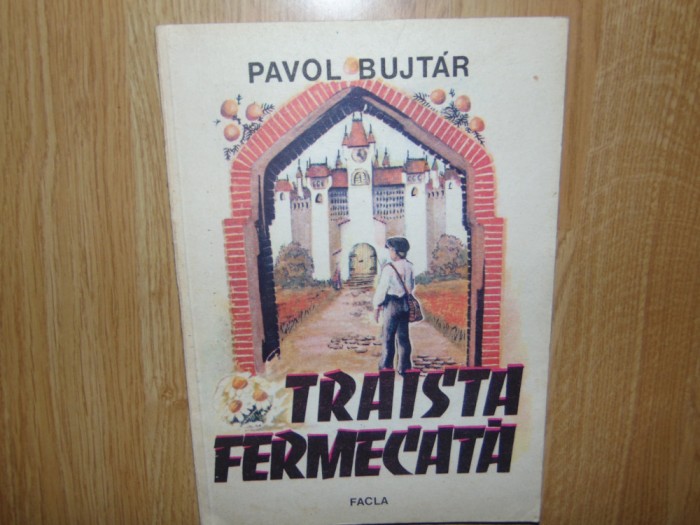 PAVOL BUJTÁR
TRAISTA
FERMECATĂ
FACLA